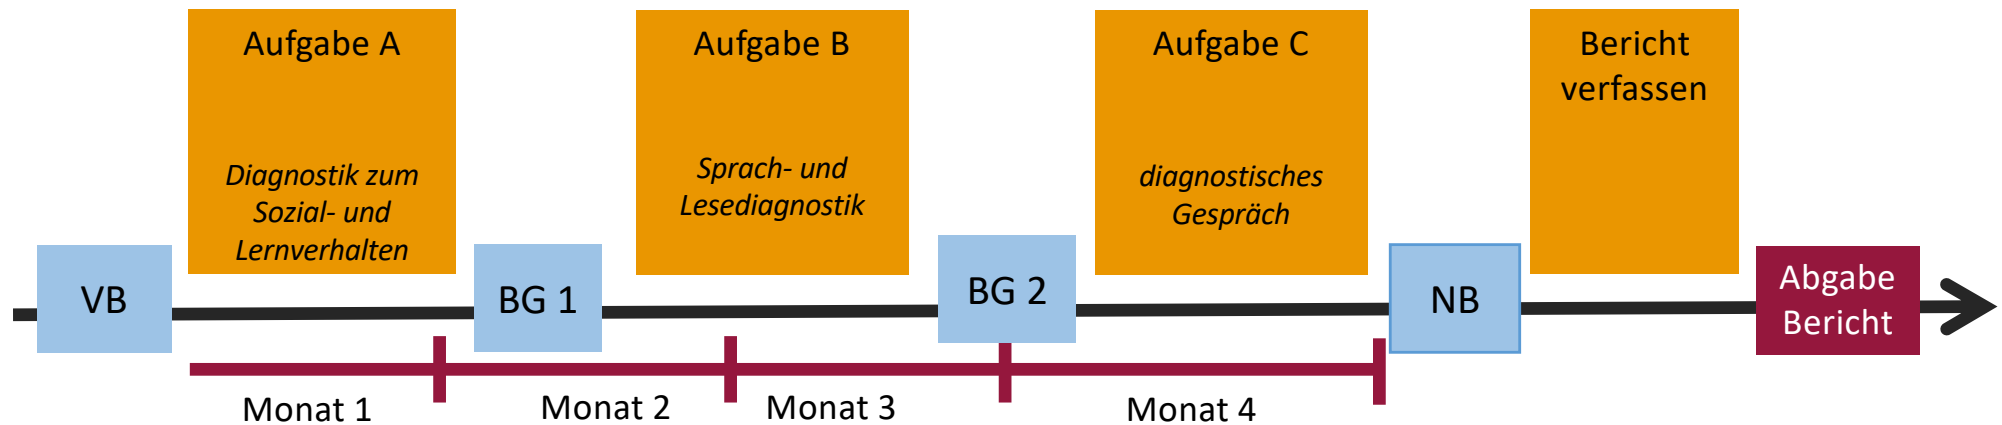 Aufgabe A
Diagnostik zum
Sozial- und
Lernverhalten
Aufgabe B
Sprach- und
Lesediagnostik
Aufgabe C
diagnostisches
Gespräch
Bericht
verfassen
VB
BG 1
BG 2
NB
Abgabe
Bericht
Monat 1
Monat 2
Monat 3
Monat 4